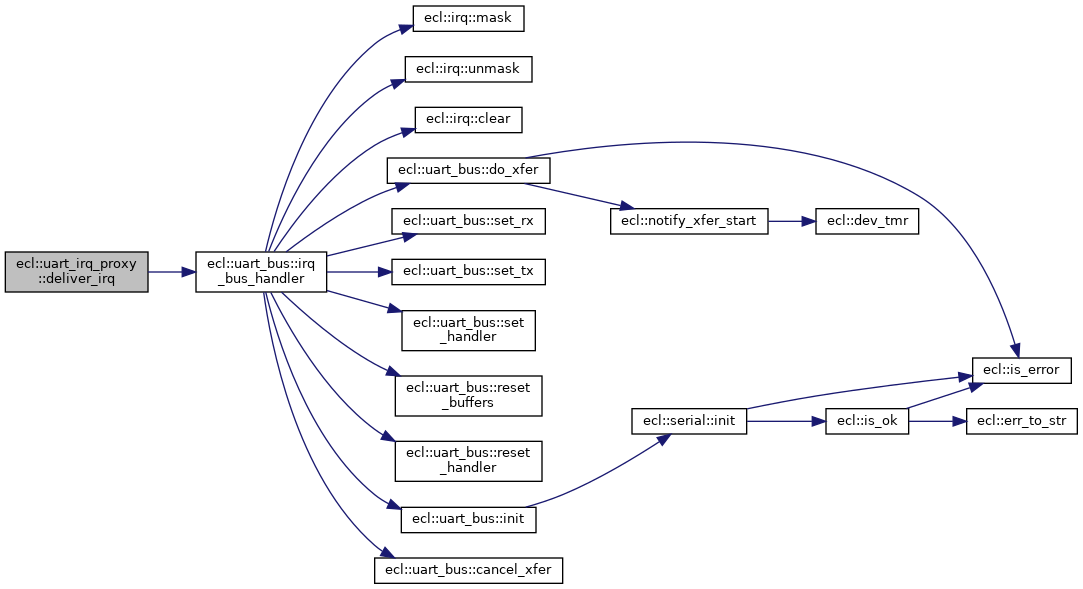 ecl::irq::mask
ecl::irq::unmask
ecl::irq::clear
ecl::uart_bus::do_xfer
ecl::uart_bus::set_rx
ecl::notify_xfer_start
ecl::dev_tmr
ecl::uart_irq_proxy
::deliver_irq
ecl::uart_bus::irq
_bus_handler
ecl::uart_bus::set_tx
ecl::uart_bus::set
_handler
ecl::uart_bus::reset
_buffers
ecl::is_error
ecl::serial::init
ecl::is_ok
ecl::err_to_str
ecl::uart_bus::reset
_handler
ecl::uart_bus::init
ecl::uart_bus::cancel_xfer